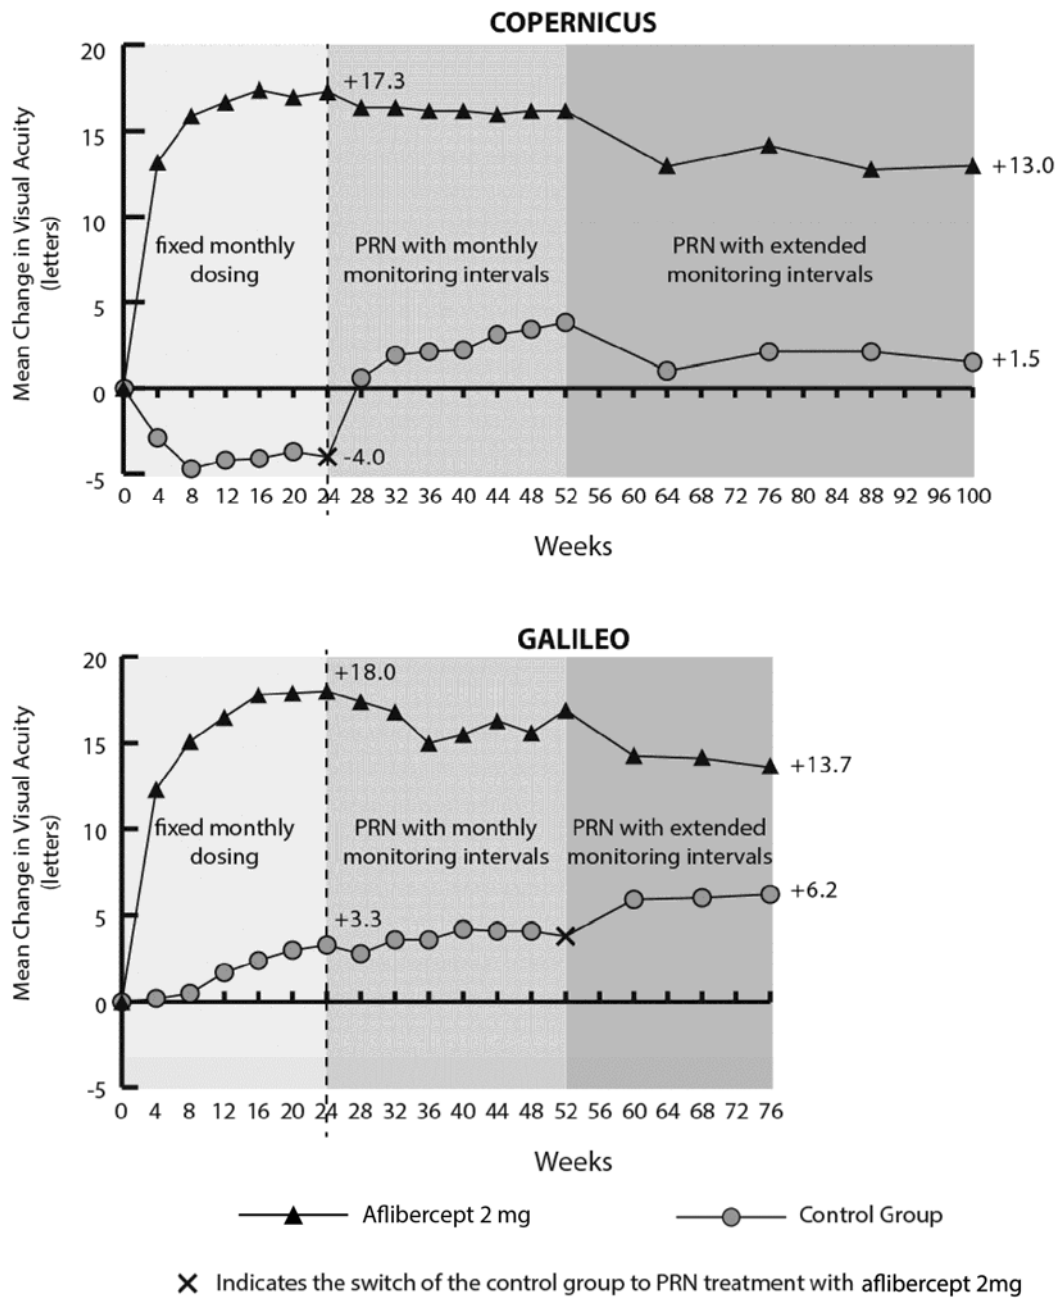 COPERNICUS
Mean Change in Visual Acuity
(letters)
20
15
10
5
0
-5
+17.3
-4.0
+13.0
+1.5
fixed monthly
dosing
PRN with monthly
monitoring intervals
PRN with extended
monitoring intervals
0 4 8 12 16 20 24 28 32 36 40 44 48 52 56 60 64 68 72 76 80 84 88 92 96 100
Weeks
GALILEO
Mean Change in Visual Acuity
(letters)
20
15
10
5
0
-5
+18.0
+3.3
+13.7
+6.2
fixed monthly
dosing
PRN with monthly
monitoring intervals
PRN with extended
monitoring intervals
0 4 8 12 16 20 24 28 32 36 40 44 48 52 56 60 64 68 72 76
Weeks
Aflibercept 2 mg
Control Group
Indicates the switch of the control group to PRN treatment with aflibercept 2mg